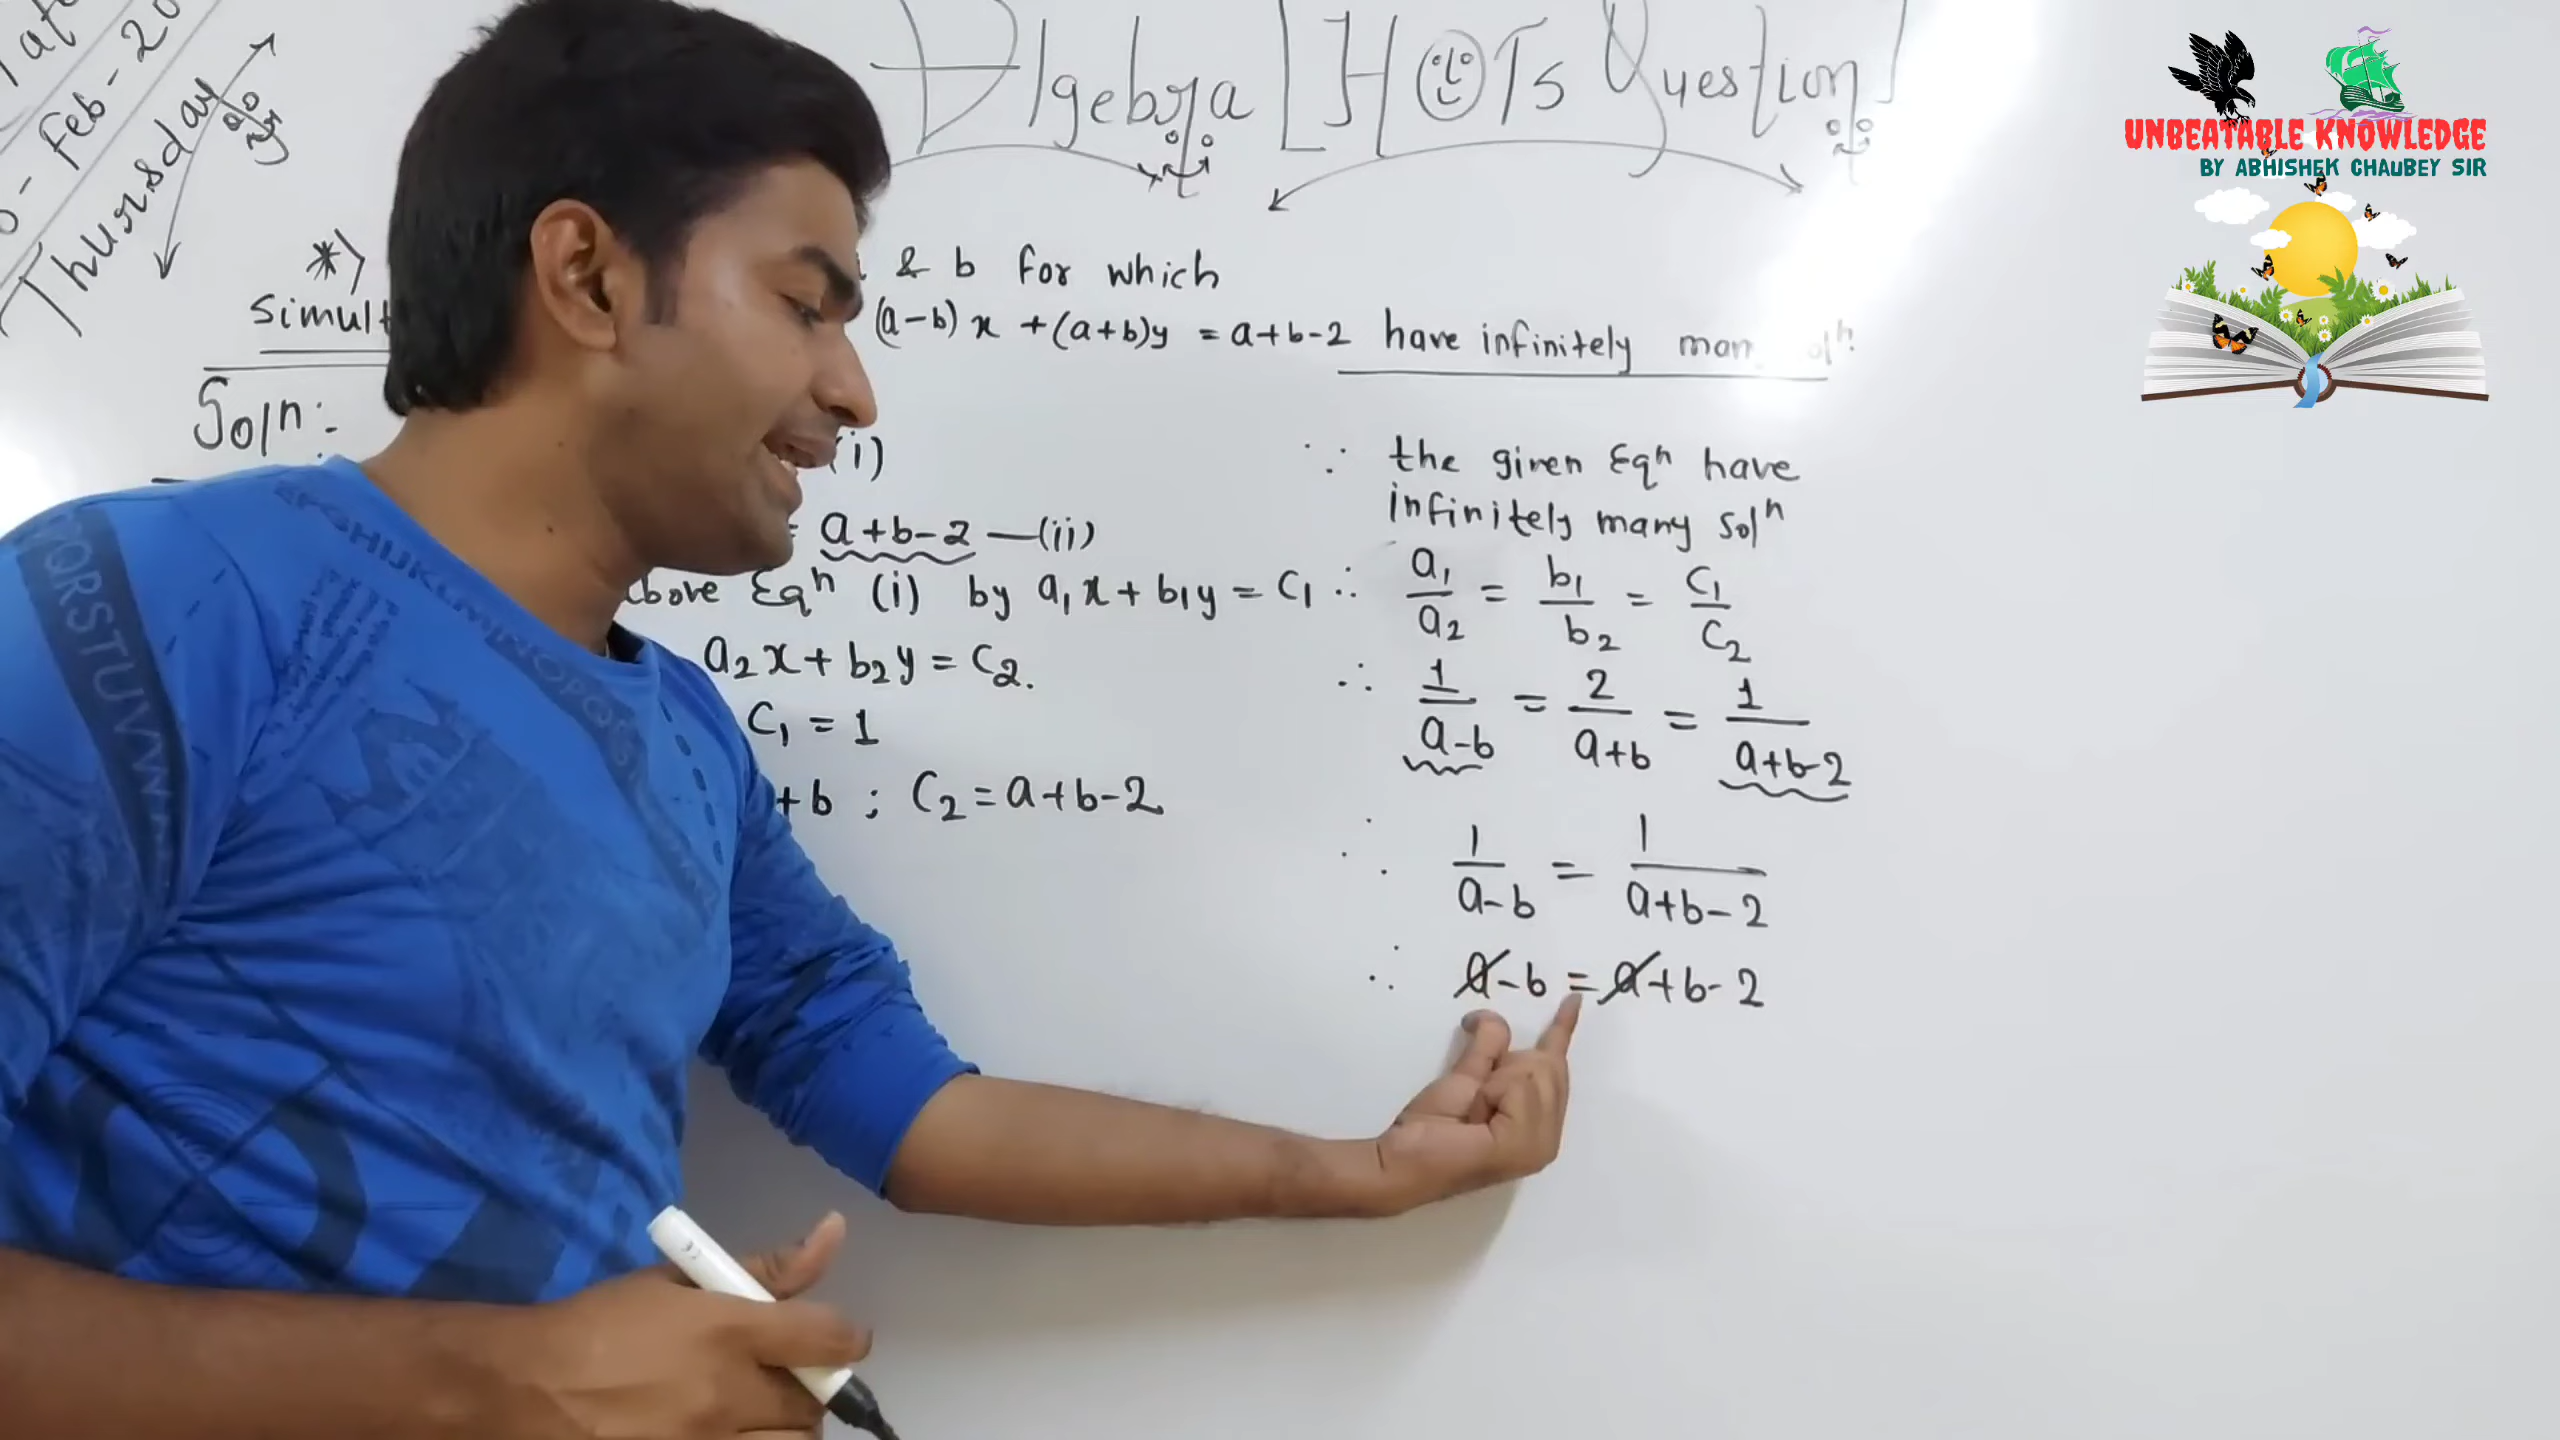 Feb-20
Thursday
Algebra [HOTs Question]
*)
& b for which
(a-b)x +(a+b)y = a+b-2 have infinitely
Solⁿ:
(i)
= a+b-2 —(ii)
above Eqⁿ (i) by a₁x + b₁y = C₁
a₂x + b₂y = C₂.
C₁ = 1
+b ; C₂ = a+b-2
∵ the given Eqⁿ have
infinitely many Solⁿ
∴ a₁/a₂ = b₁/b₂ = C₁/C₂
∴ 1/a-b = 2/a+b = 1/a+b-2
∴ 1/a-b = 1/a+b-2
∴ a-b = a+b-2
UNBEATABLE KNOWLEDGE
BY ABHISHEK CHAUBEY SIR